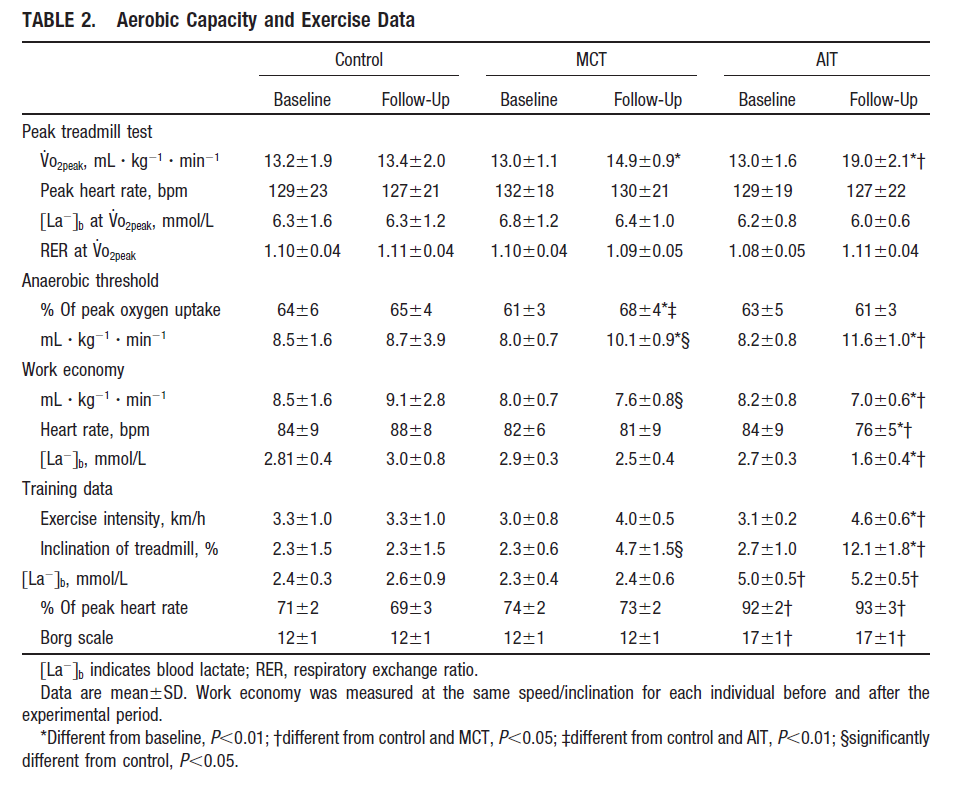 TABLE 2. Aerobic Capacity and Exercise Data
Control MCT AIT
Baseline Follow-Up Baseline Follow-Up Baseline Follow-Up
Peak treadmill test
V̇o2peak, mL · kg−1 · min−1 13.2±1.9 13.4±2.0 13.0±1.1 14.9±0.9* 13.0±1.6 19.0±2.1*†
Peak heart rate, bpm 129±23 127±21 132±18 130±21 129±19 127±22
[La−]b at V̇o2peak, mmol/L 6.3±1.6 6.3±1.2 6.8±1.2 6.4±1.0 6.2±0.8 6.0±0.6
RER at V̇o2peak 1.10±0.04 1.11±0.04 1.10±0.04 1.09±0.05 1.08±0.05 1.11±0.04
Anaerobic threshold
% Of peak oxygen uptake 64±6 65±4 61±3 68±4*‡ 63±5 61±3
mL · kg−1 · min−1 8.5±1.6 8.7±3.9 8.0±0.7 10.1±0.9*§ 8.2±0.8 11.6±1.0*†
Work economy
mL · kg−1 · min−1 8.5±1.6 9.1±2.8 8.0±0.7 7.6±0.8§ 8.2±0.8 7.0±0.6*†
Heart rate, bpm 84±9 88±8 82±6 81±9 84±9 76±5*†
[La−]b, mmol/L 2.81±0.4 3.0±0.8 2.9±0.3 2.5±0.4 2.7±0.3 1.6±0.4*†
Training data
Exercise intensity, km/h 3.3±1.0 3.3±1.0 3.0±0.8 4.0±0.5 3.1±0.2 4.6±0.6*†
Inclination of treadmill, % 2.3±1.5 2.3±1.5 2.3±0.6 4.7±1.5§ 2.7±1.0 12.1±1.8*†
[La−]b, mmol/L 2.4±0.3 2.6±0.9 2.3±0.4 2.4±0.6 5.0±0.5† 5.2±0.5†
% Of peak heart rate 71±2 69±3 74±2 73±2 92±2† 93±3†
Borg scale 12±1 12±1 12±1 12±1 17±1† 17±1†
[La−]b indicates blood lactate; RER, respiratory exchange ratio.
Data are mean±SD. Work economy was measured at the same speed/inclination for each individual before and after the
experimental period.
*Different from baseline, P<0.01; †different from control and MCT, P<0.05; ‡different from control and AIT, P<0.01; §significantly
different from control, P<0.05.